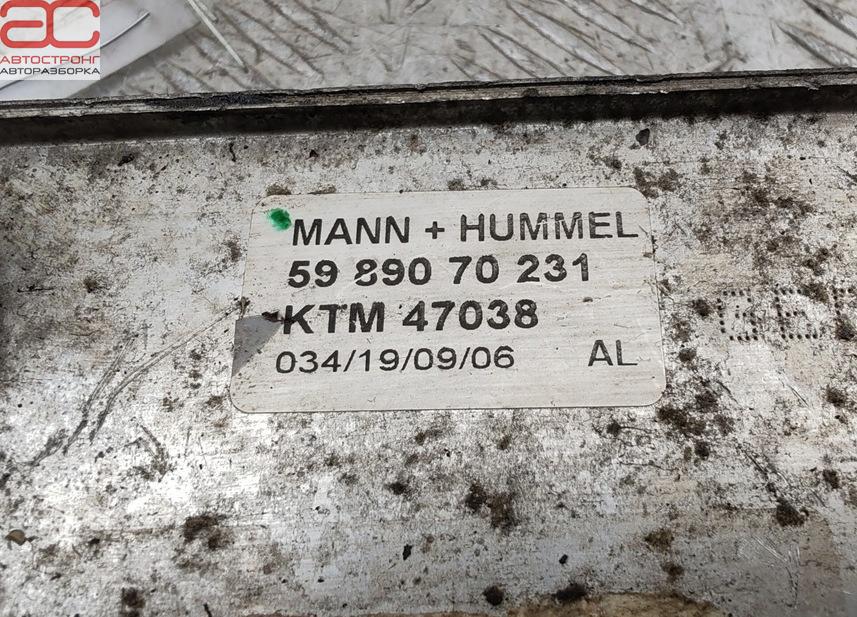 АС
АВТОСТРОНГ
АВТОРАЗБОРКА
MANN + HUMMEL
59 890 70 231
KTM 47038
034/19/09/06 AL